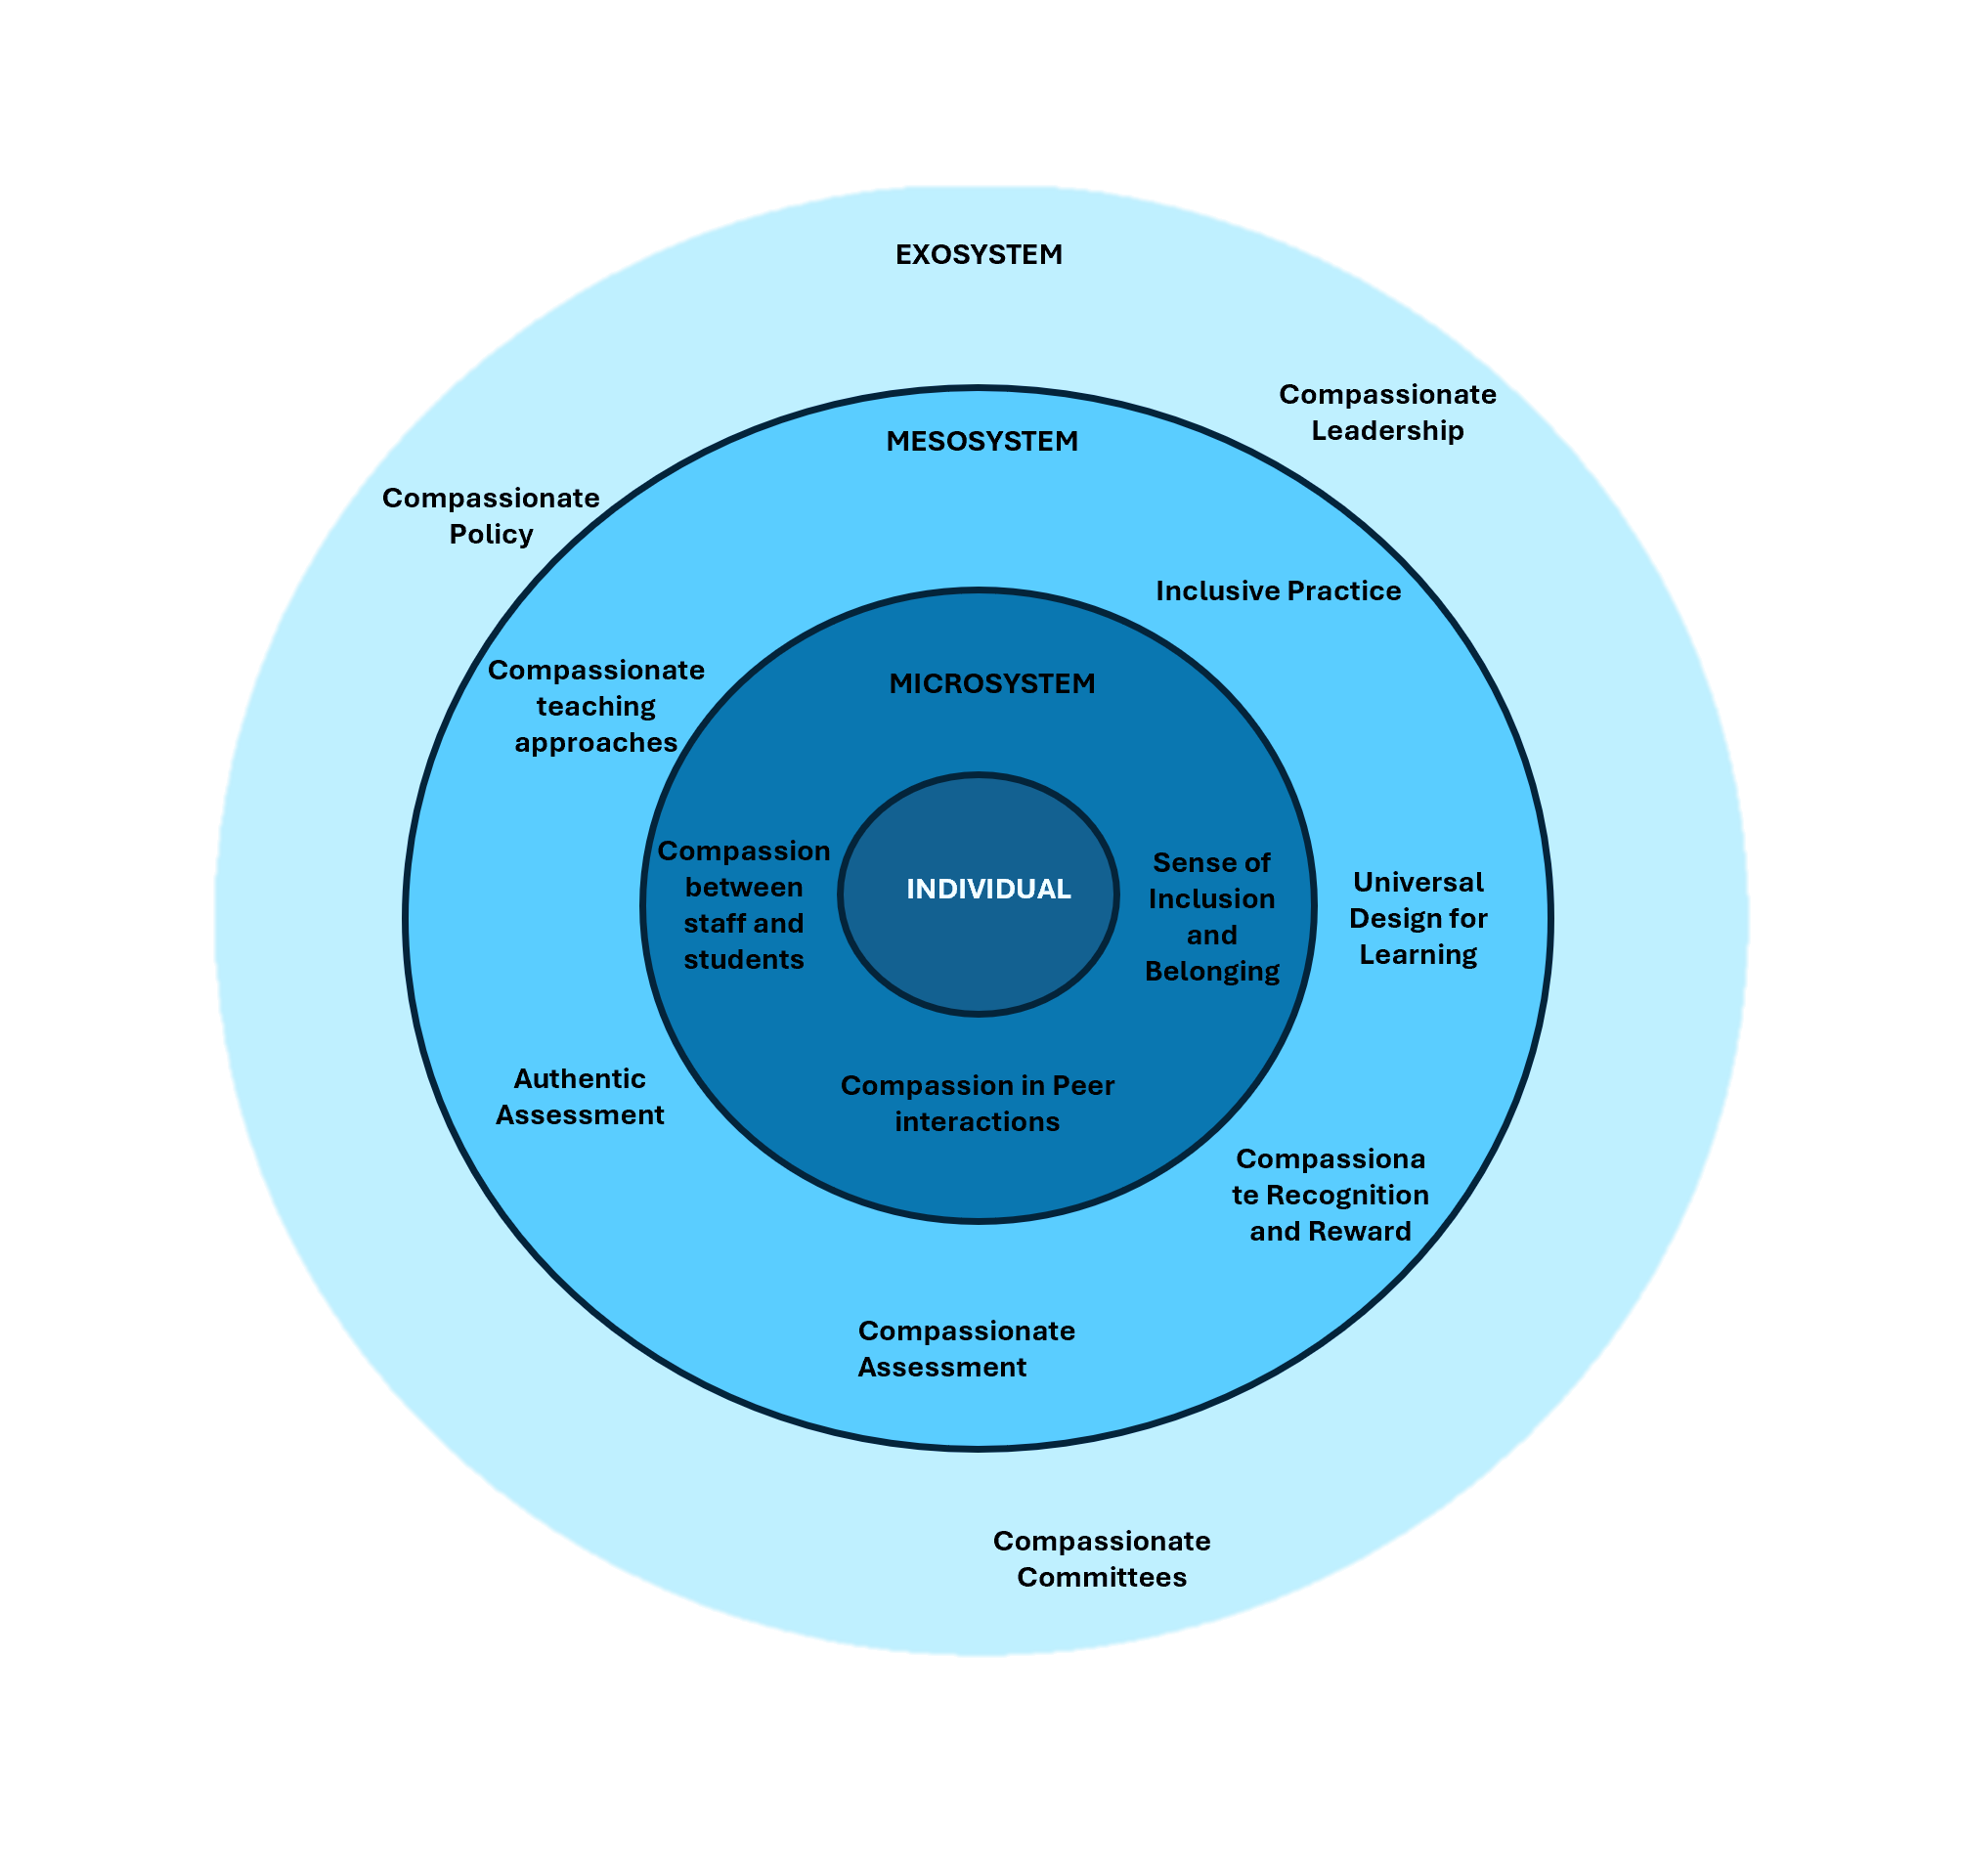 EXOSYSTEM
Compassionate
Leadership
MESOSYSTEM
Compassionate
Policy
Inclusive Practice
Compassionate
teaching
approaches
MICROSYSTEM
Compassion
between
staff and
students
INDIVIDUAL
Sense of
Inclusion
and
Belonging
Universal
Design for
Learning
Authentic
Assessment
Compassion in Peer
interactions
Compassiona
te Recognition
and Reward
Compassionate
Assessment
Compassionate
Committees